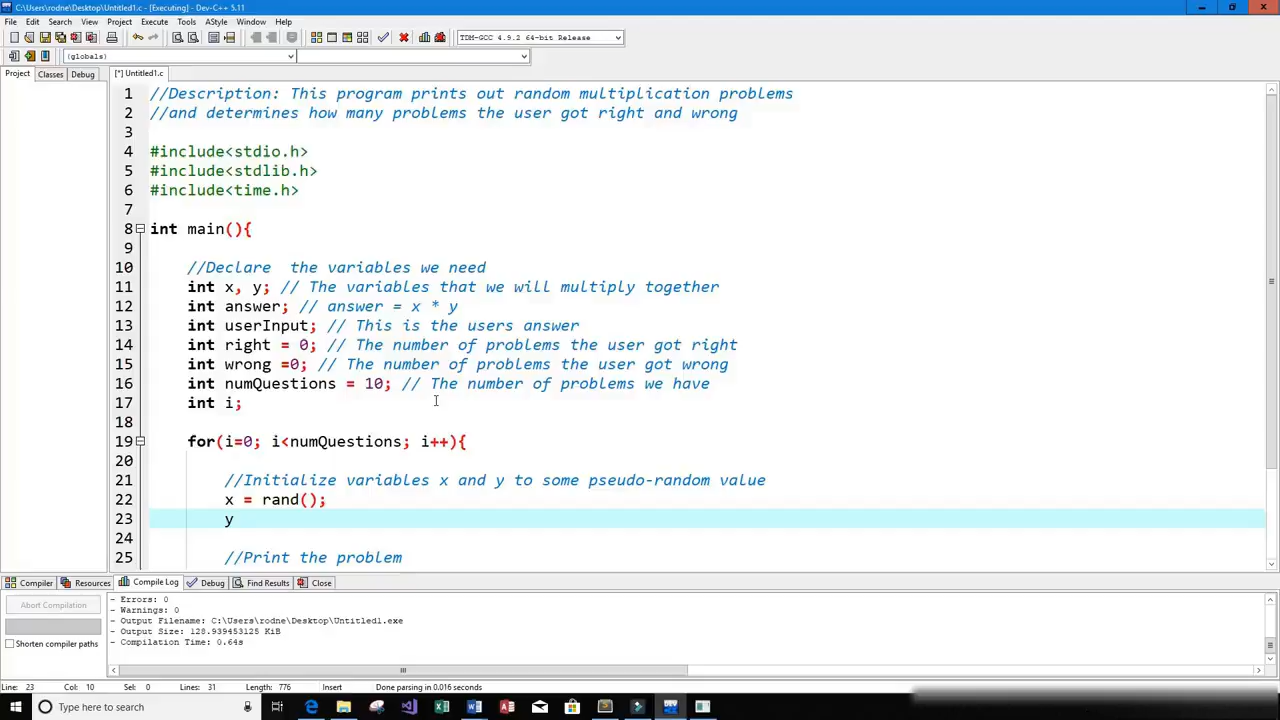 C:\Users\rodne\Desktop\Untitled1.c - [Executing] - Dev-C++ 5.11
File Edit Search View Project Execute Tools AStyle Window Help
TDM-GCC 4.9.2 64-bit Release
(globals)
Project Classes Debug [*] Untitled1.c
1 //Description: This program prints out random multiplication problems
2 //and determines how many problems the user got right and wrong
3
4 #include<stdio.h>
5 #include<stdlib.h>
6 #include<time.h>
7
8 int main(){
9
10 //Declare  the variables we need
11 int x, y; // The variables that we will multiply together
12 int answer; // answer = x * y
13 int userInput; // This is the users answer
14 int right = 0; // The number of problems the user got right
15 int wrong =0; // The number of problems the user got wrong
16 int numQuestions = 10; // The number of problems we have
17 int i;
18
19 for(i=0; i<numQuestions; i++){
20
21 //Initialize variables x and y to some pseudo-random value
22 x = rand();
23 y
24
25 //Print the problem
Compiler Resources Compile Log Debug Find Results Close
Abort Compilation
Shorten compiler paths
- Errors: 0
- Warnings: 0
- Output Filename: C:\Users\rodne\Desktop\Untitled1.exe
- Output Size: 128.939453125 KiB
- Compilation Time: 0.64s
Line: 23 Col: 10 Sel: 0 Lines: 31 Length: 776 Insert Done parsing in 0.016 seconds
Type here to search